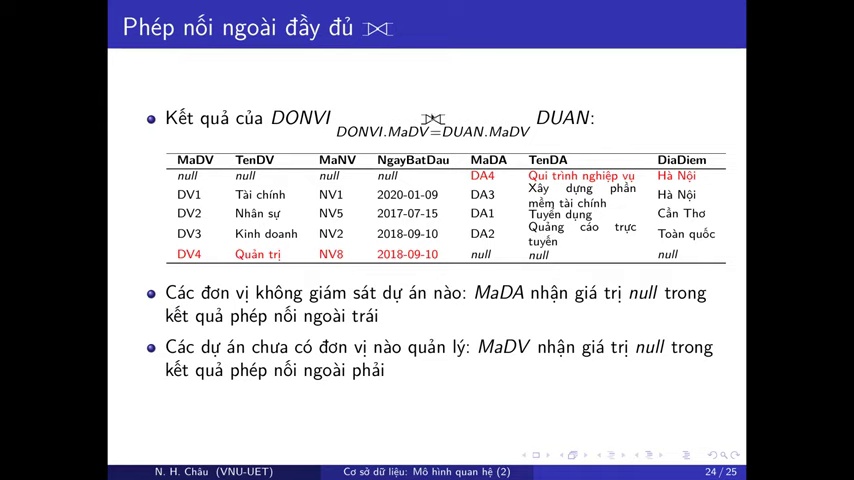 Phép nối ngoài đầy đủ ⟗
Kết quả của DONVI ⟗ DUAN:
DONVI.MaDV=DUAN.MaDV
MaDV TenDV MaNV NgayBatDau MaDA TenDA DiaDiem
null null null null DA4 Qui trình nghiệp vụ Hà Nội
DV1 Tài chính NV1 2020-01-09 DA3 Xây dựng phần Hà Nội
mềm tài chính
DV2 Nhân sự NV5 2017-07-15 DA1 Tuyển dụng Cần Thơ
DV3 Kinh doanh NV2 2018-09-10 DA2 Quảng cáo trực Toàn quốc
tuyến
DV4 Quản trị NV8 2018-09-10 null null null
Các đơn vị không giám sát dự án nào: MaDA nhận giá trị null trong
kết quả phép nối ngoài trái
Các dự án chưa có đơn vị nào quản lý: MaDV nhận giá trị null trong
kết quả phép nối ngoài phải
N. H. Châu (VNU-UET) Cơ sở dữ liệu: Mô hình quan hệ (2) 24 / 25